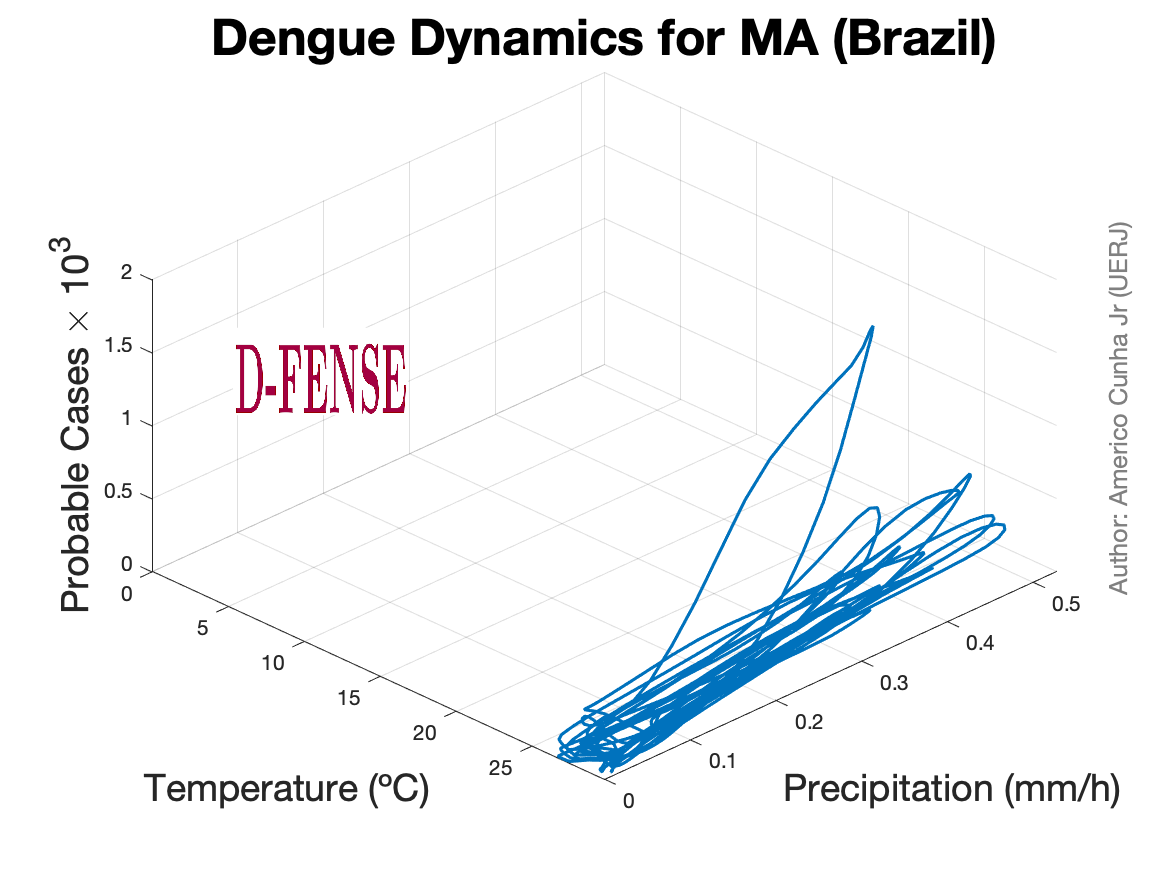 Dengue Dynamics for MA (Brazil)
Probable Cases × 10³
2
1.5
1
0.5
0
D-FENSE
0
5
10
15
20
25
Temperature (ºC)
0
0.1
0.2
0.3
0.4
0.5
Precipitation (mm/h)
Author: Americo Cunha Jr (UERJ)